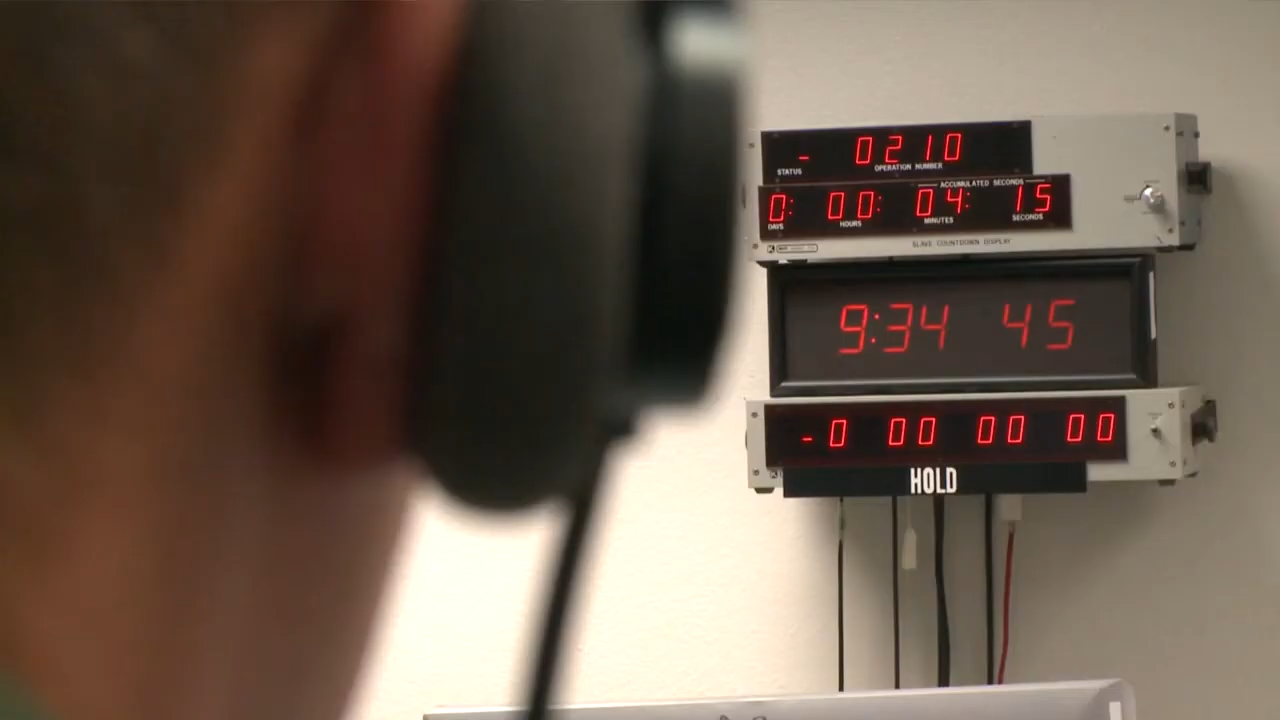 - 0210
STATUS OPERATION NUMBER
ACCUMULATED SECONDS
0: 00: 04: 15
DAYS HOURS MINUTES SECONDS
SLAVE COUNTDOWN DISPLAY
9:34 45
-0 00 00 00
HOLD